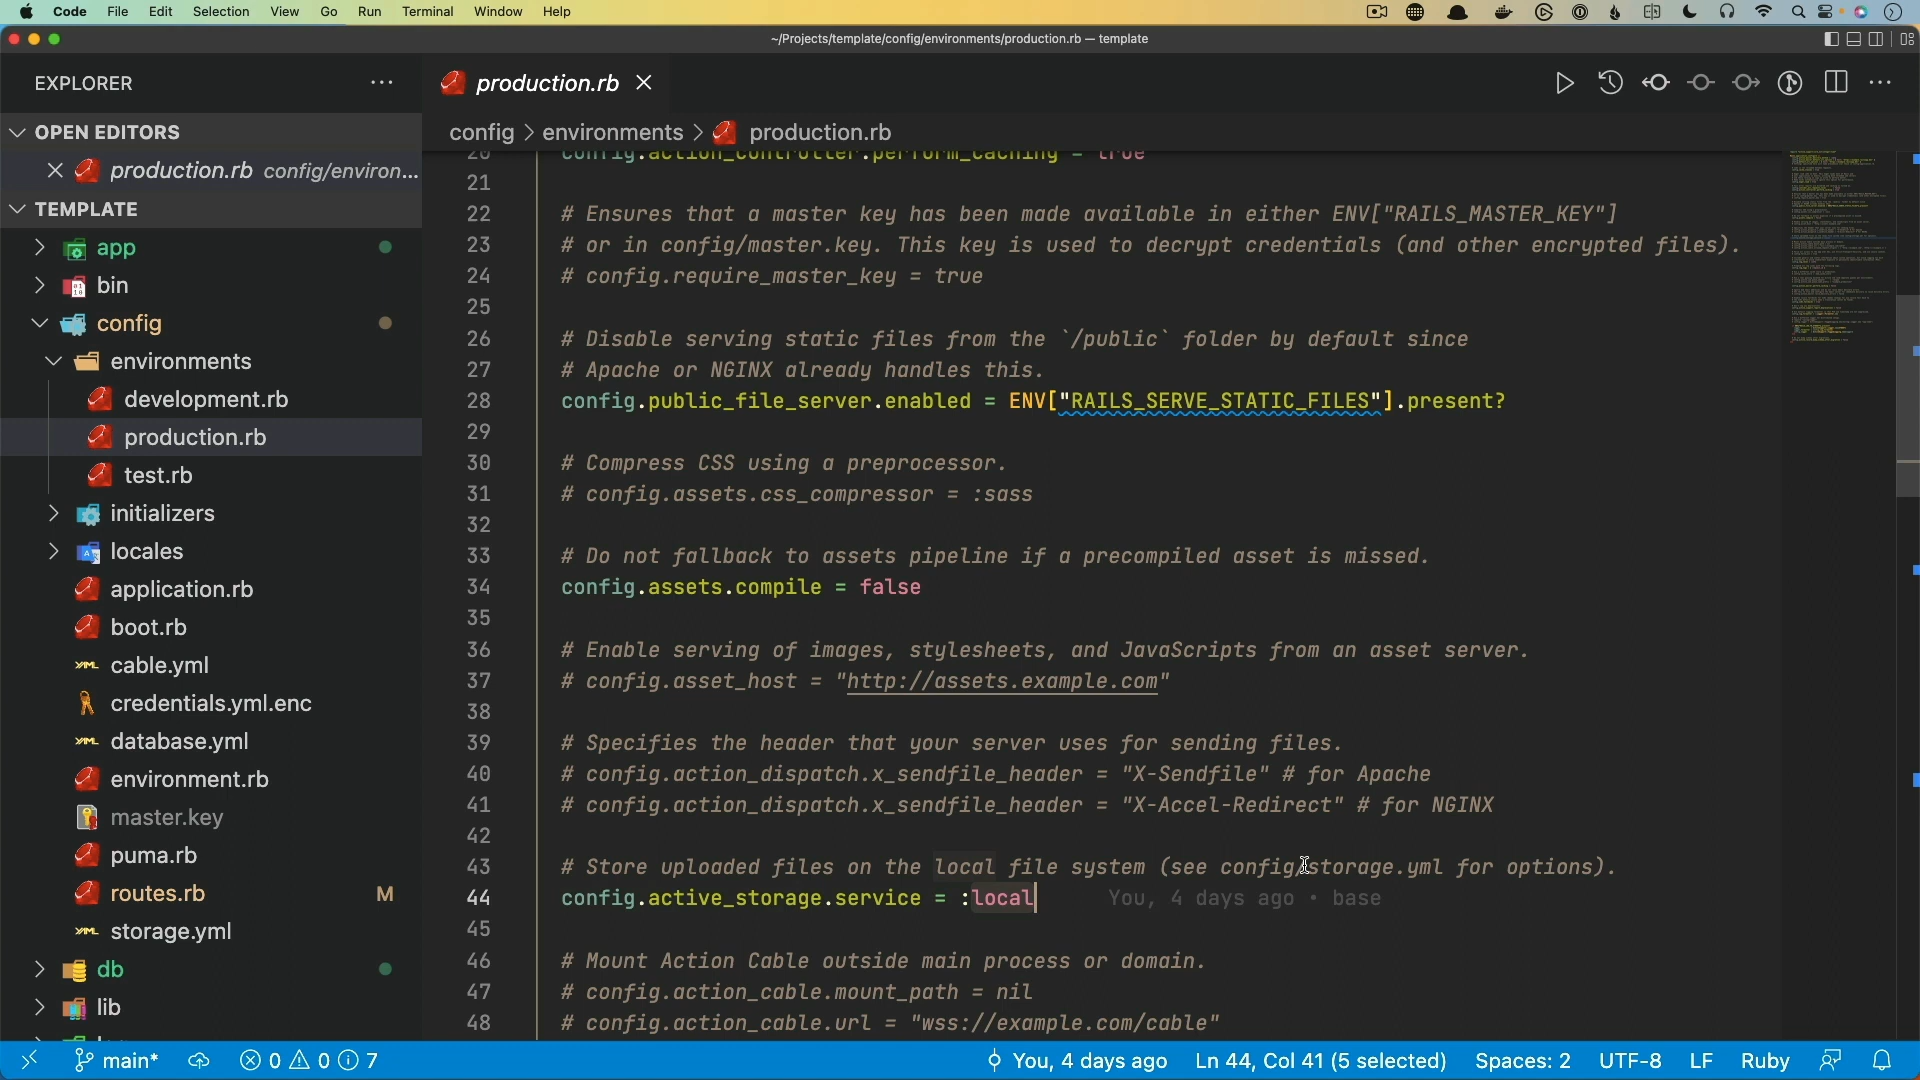 Code File Edit Selection View Go Run Terminal Window Help
~/Projects/template/config/environments/production.rb — template
EXPLORER
OPEN EDITORS
production.rb config/environ...
TEMPLATE
app
bin
config
environments
development.rb
production.rb
test.rb
initializers
locales
application.rb
boot.rb
cable.yml
credentials.yml.enc
database.yml
environment.rb
master.key
puma.rb
routes.rb M
storage.yml
db
lib
production.rb
config > environments > production.rb
20 config.action_controller.perform_caching = true
21
22 # Ensures that a master key has been made available in either ENV["RAILS_MASTER_KEY"]
23 # or in config/master.key. This key is used to decrypt credentials (and other encrypted files).
24 # config.require_master_key = true
25
26 # Disable serving static files from the `/public` folder by default since
27 # Apache or NGINX already handles this.
28 config.public_file_server.enabled = ENV["RAILS_SERVE_STATIC_FILES"].present?
29
30 # Compress CSS using a preprocessor.
31 # config.assets.css_compressor = :sass
32
33 # Do not fallback to assets pipeline if a precompiled asset is missed.
34 config.assets.compile = false
35
36 # Enable serving of images, stylesheets, and JavaScripts from an asset server.
37 # config.asset_host = "http://assets.example.com"
38
39 # Specifies the header that your server uses for sending files.
40 # config.action_dispatch.x_sendfile_header = "X-Sendfile" # for Apache
41 # config.action_dispatch.x_sendfile_header = "X-Accel-Redirect" # for NGINX
42
43 # Store uploaded files on the local file system (see config/storage.yml for options).
44 config.active_storage.service = :local You, 4 days ago • base
45
46 # Mount Action Cable outside main process or domain.
47 # config.action_cable.mount_path = nil
48 # config.action_cable.url = "wss://example.com/cable"
main* 0 0 7 You, 4 days ago Ln 44, Col 41 (5 selected) Spaces: 2 UTF-8 LF Ruby